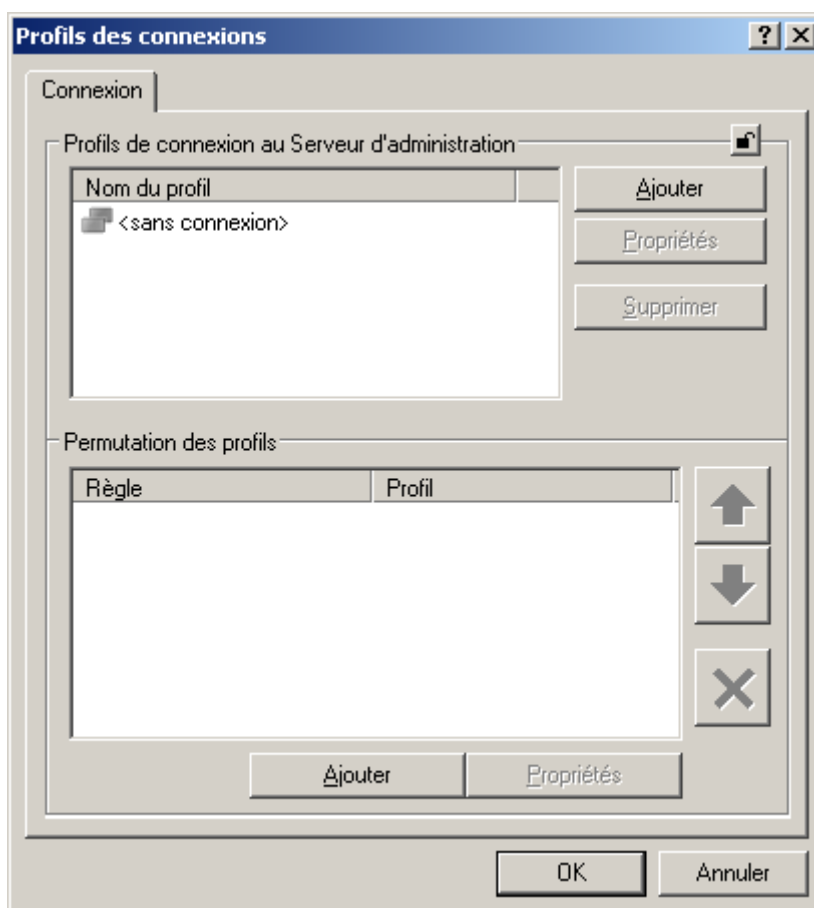 Profils des connexions
Connexion
Profils de connexion au Serveur d'administration
Nom du profil
Ajouter
<sans connexion>
Propriétés
Supprimer
Permutation des profils
Règle Profil
Ajouter Propriétés
OK Annuler